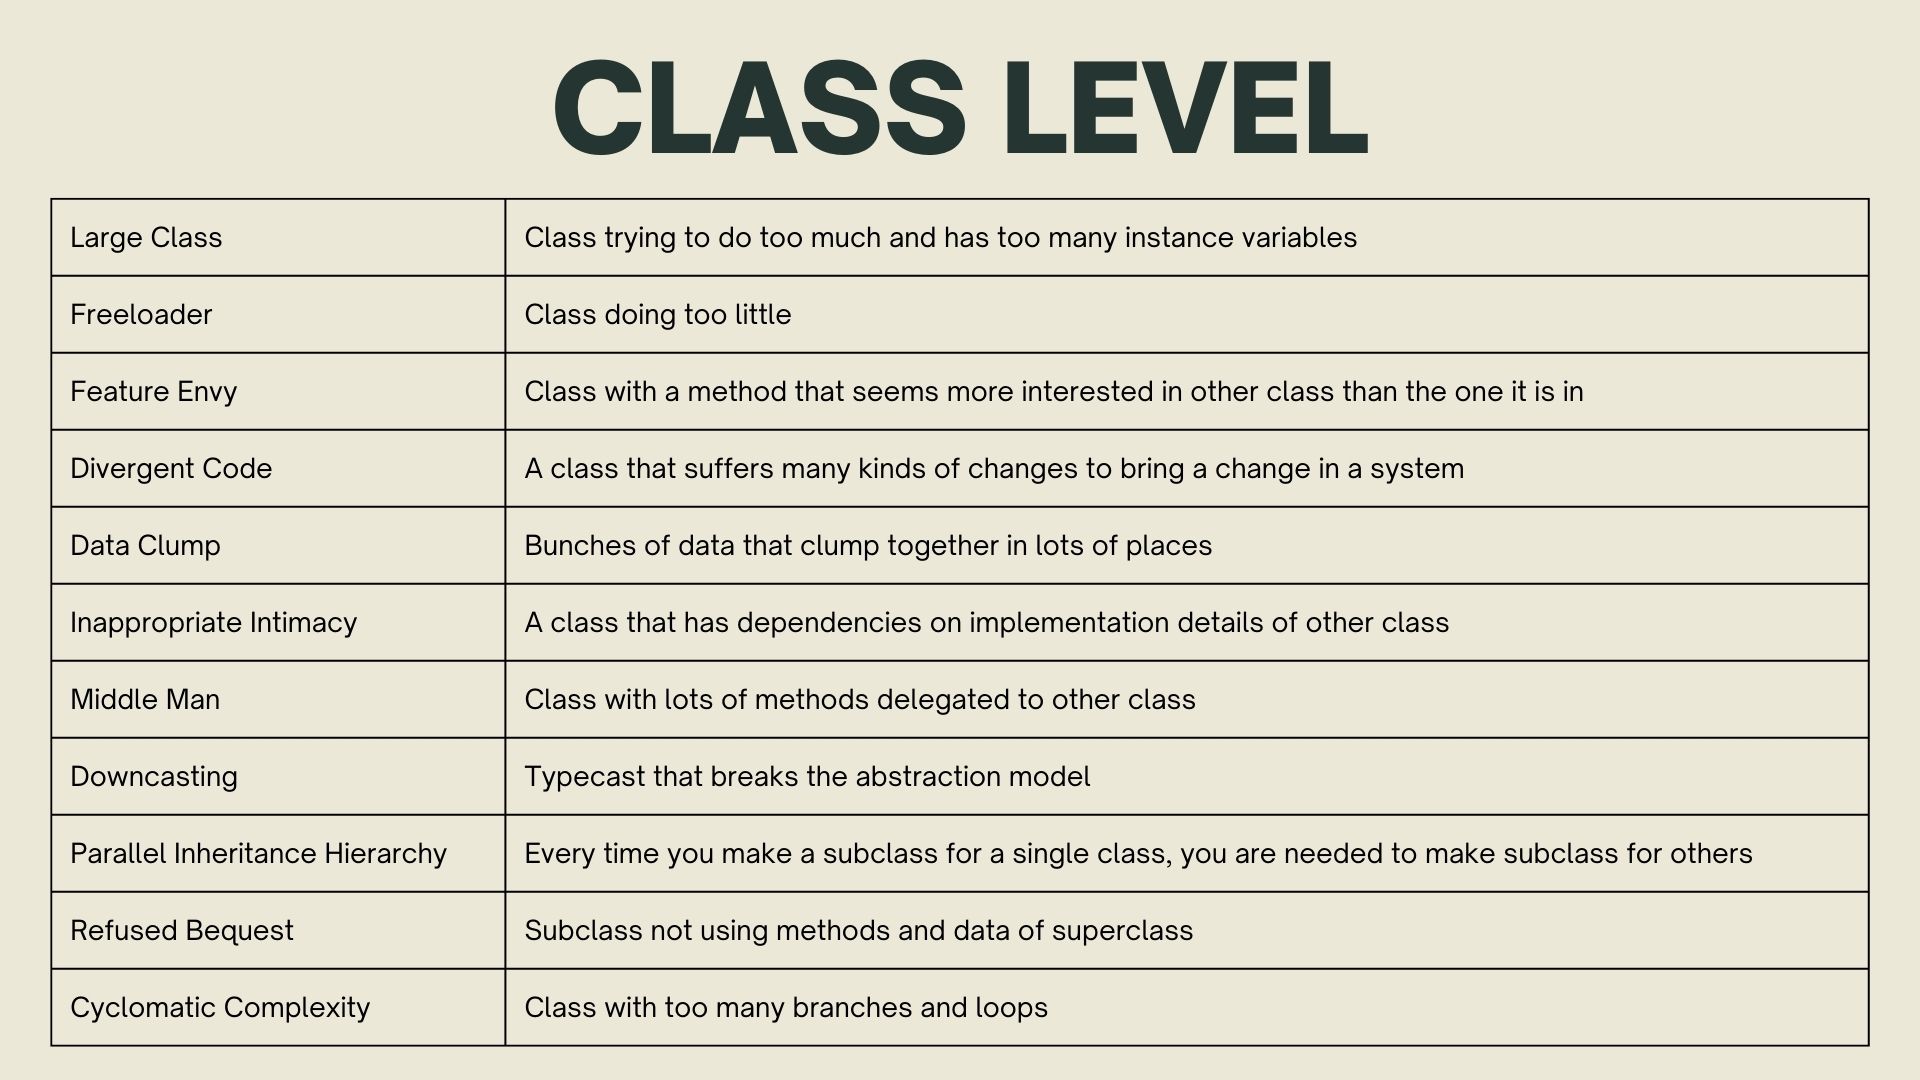 CLASS LEVEL
Large Class
Class trying to do too much and has too many instance variables
Freeloader
Class doing too little
Feature Envy
Class with a method that seems more interested in other class than the one it is in
Divergent Code
A class that suffers many kinds of changes to bring a change in a system
Data Clump
Bunches of data that clump together in lots of places
Inappropriate Intimacy
A class that has dependencies on implementation details of other class
Middle Man
Class with lots of methods delegated to other class
Downcasting
Typecast that breaks the abstraction model
Parallel Inheritance Hierarchy
Every time you make a subclass for a single class, you are needed to make subclass for others
Refused Bequest
Subclass not using methods and data of superclass
Cyclomatic Complexity
Class with too many branches and loops